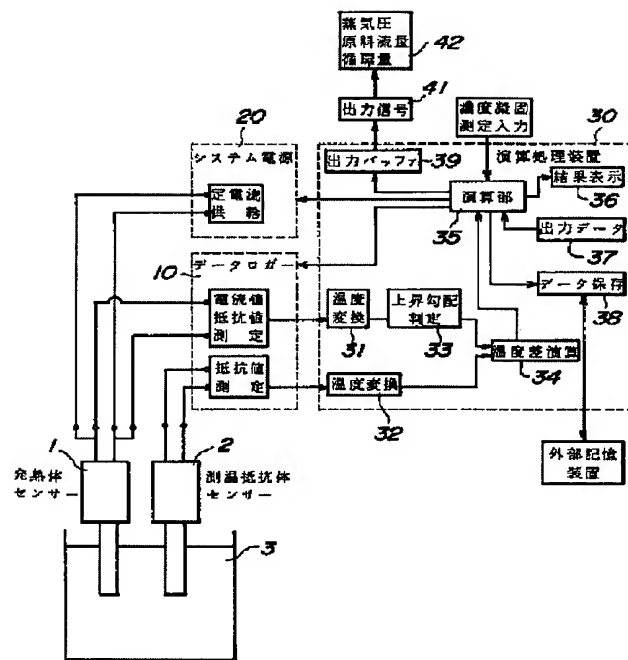 蒸気圧
原料流量
循環量
42
出力信号
41
濃度凝固
測定入力
30
20
システム電源
出力バッファ
39
演算処理装置
結果表示
36
定電流
供給
演算部
35
出力データ
37
10
データロガー
データ保存
38
電流値
抵抗値
測定
温度
変換
31
上昇勾配
判定
33
温度差演算
34
抵抗値
測定
温度変換
32
外部記憶
装置
1
発熱体
センサー
2
測温抵抗体
センサー
3